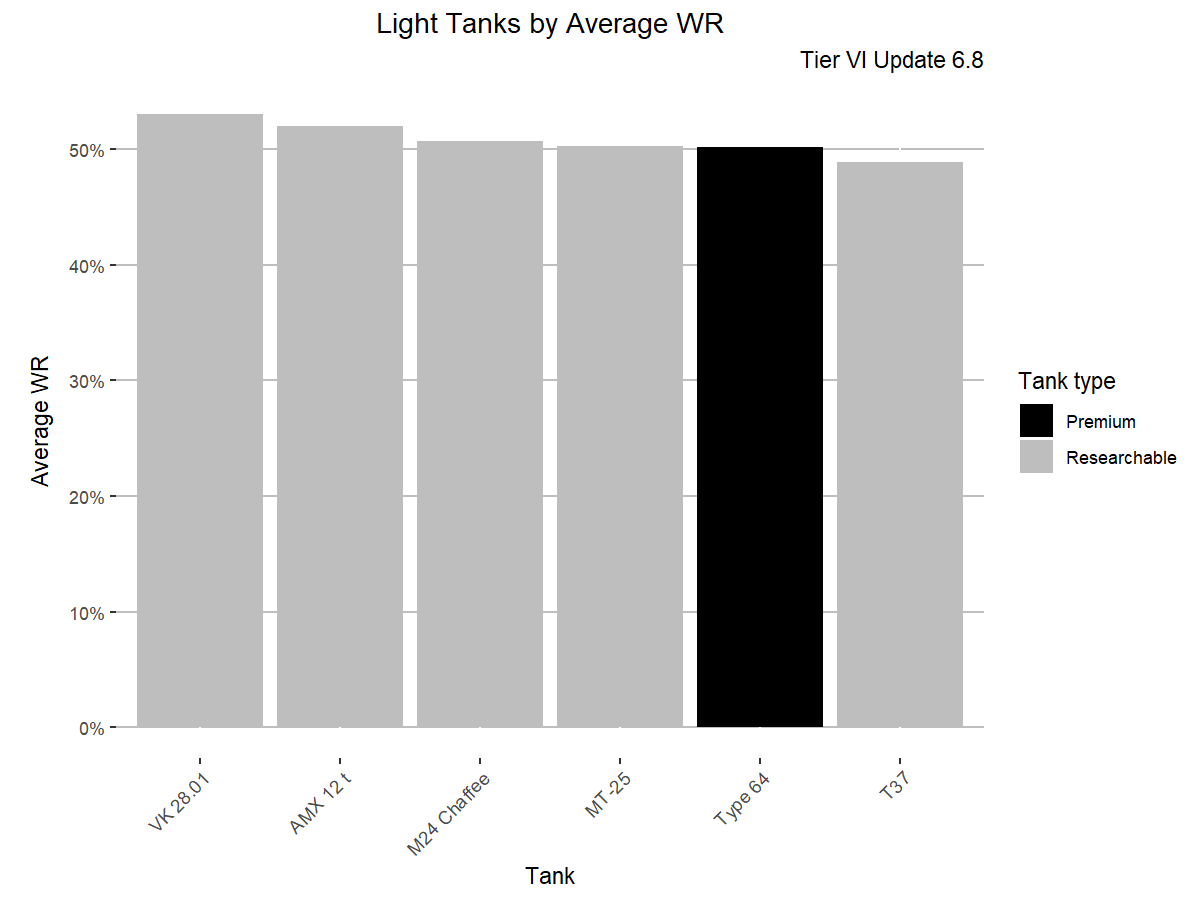 Light Tanks by Average WR
Tier VI Update 6.8
50%
40%
30%
20%
10%
0%
Average WR
VK 28.01
AMX 12 t
M24 Chaffee
MT-25
Type 64
T37
Tank
Tank type
Premium
Researchable